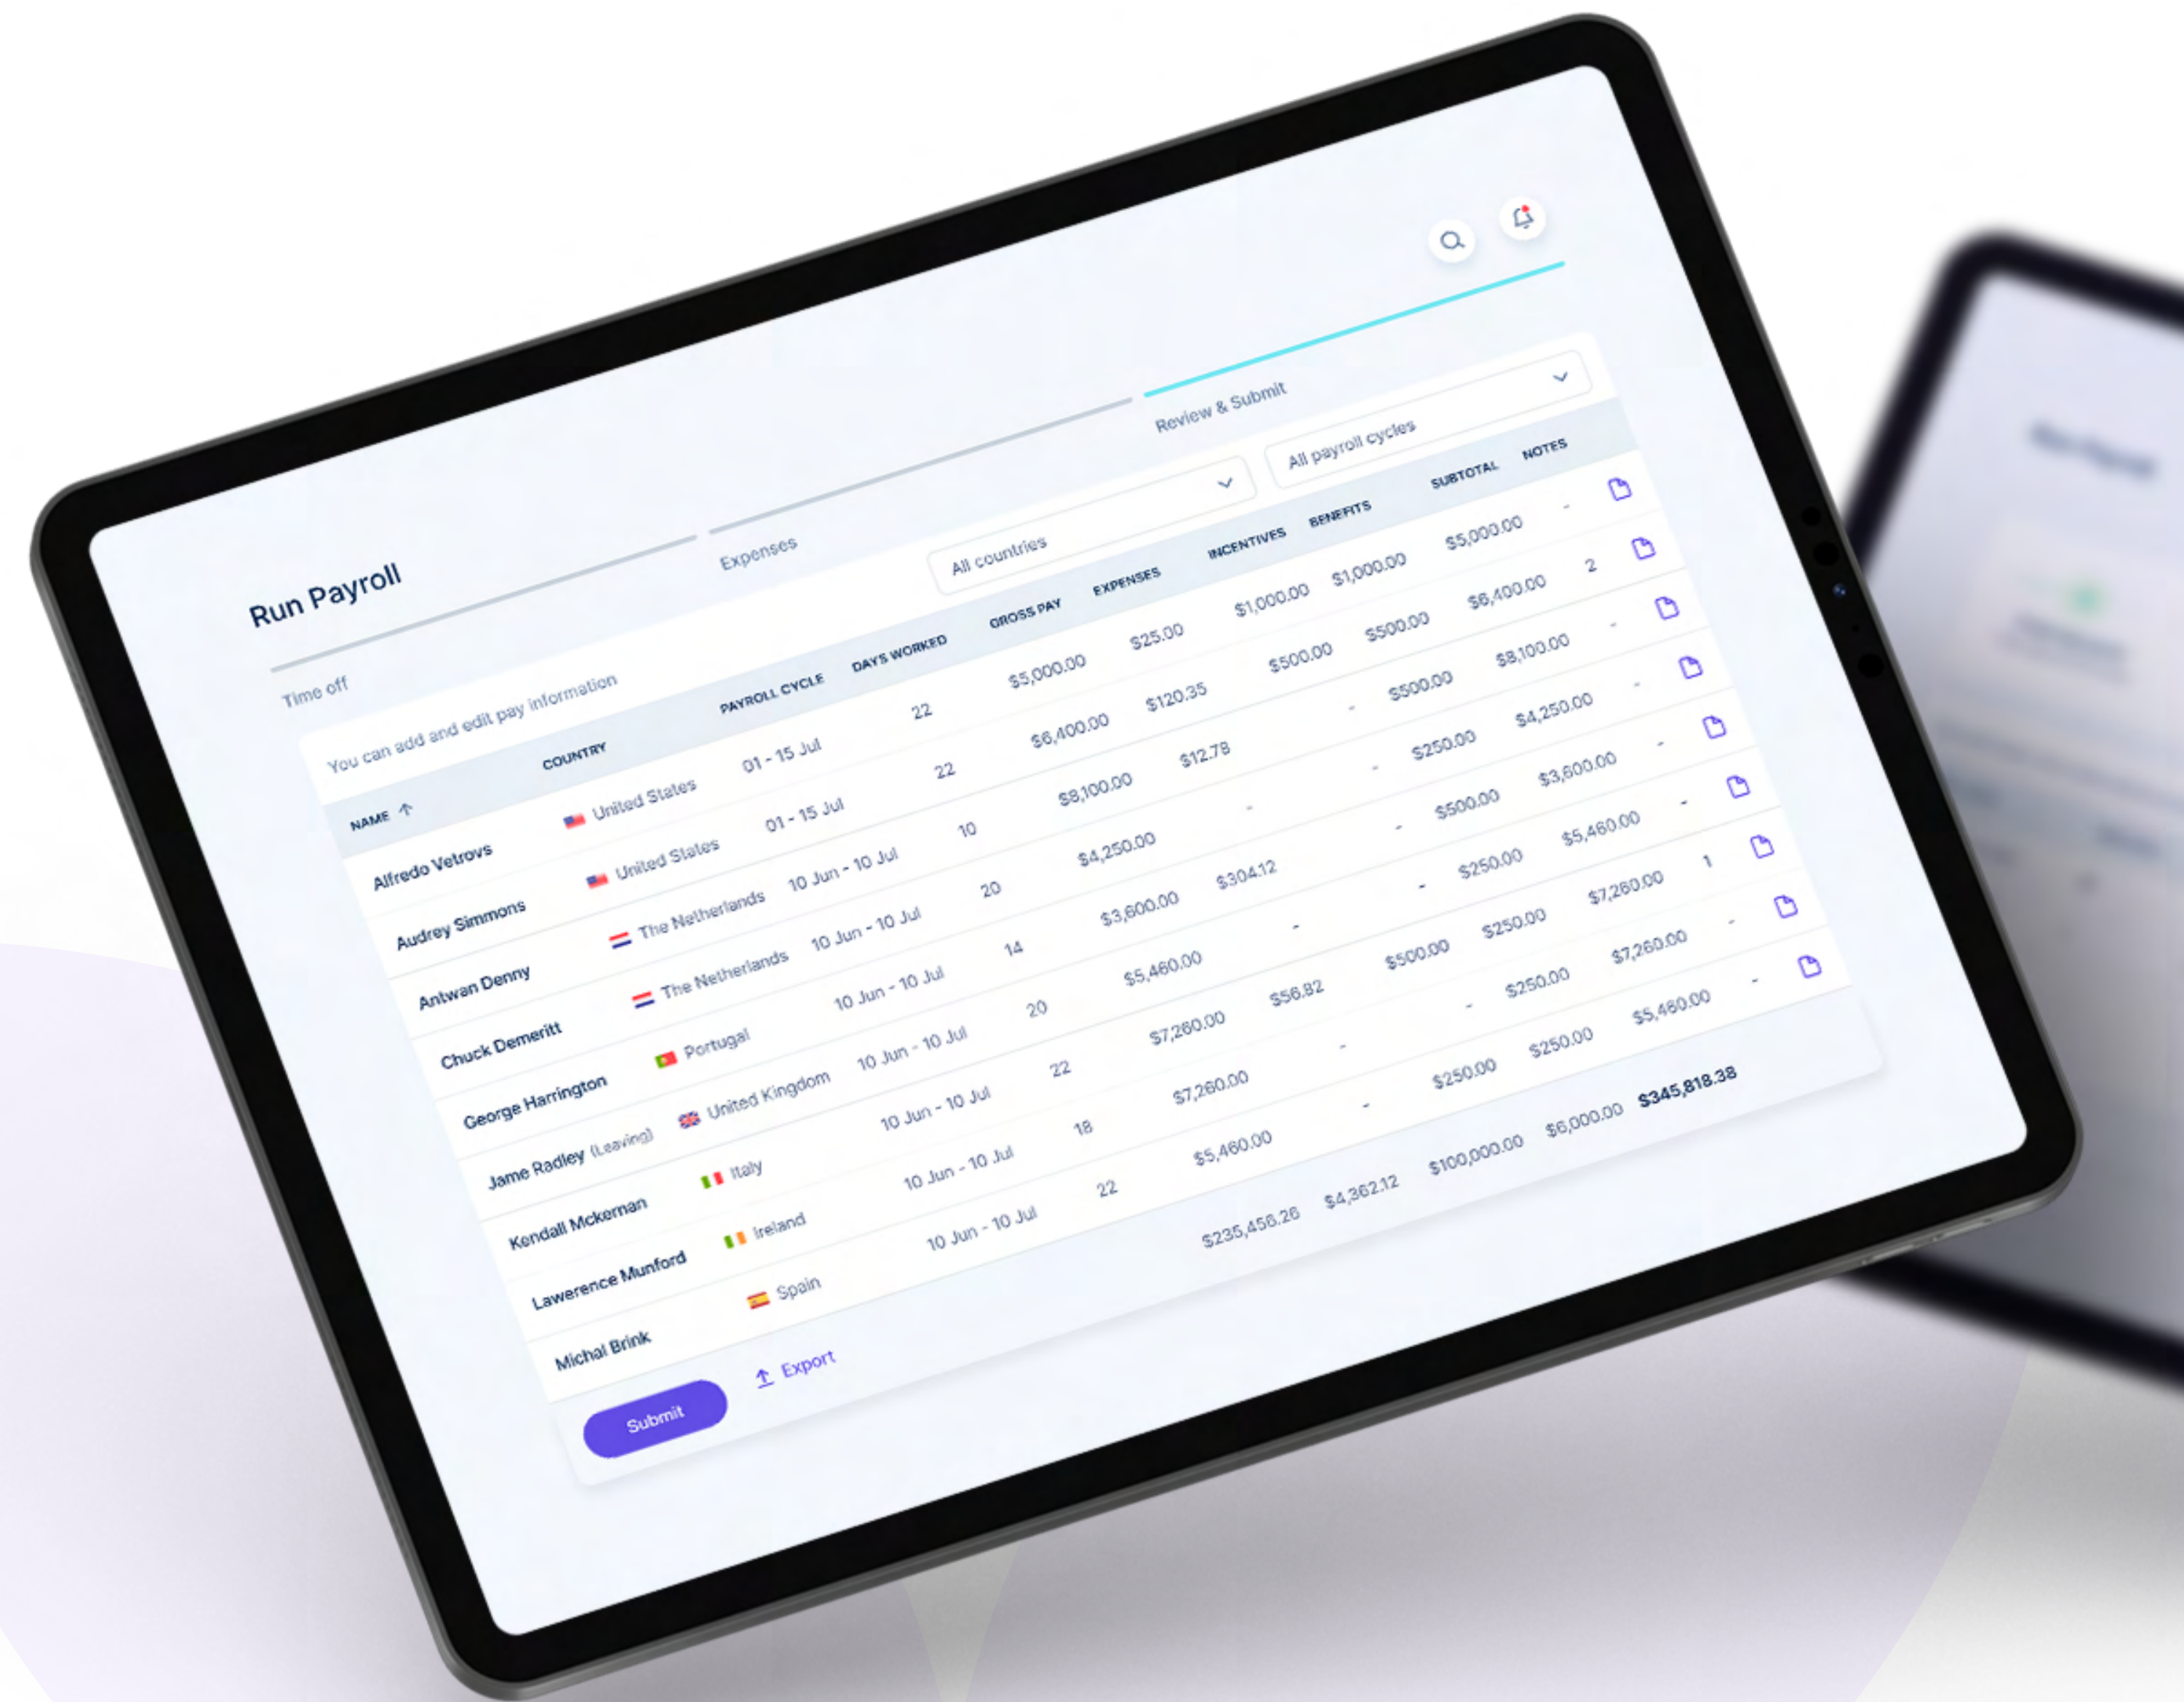 Run Payroll
Time off
Expenses
Review & Submit
You can add and edit pay information
All countries
All payroll cycles
NAME COUNTRY PAYROLL CYCLE DAYS WORKED GROSS PAY EXPENSES INCENTIVES BENEFITS SUBTOTAL NOTES
Alfredo Vetrovs United States 01 - 15 Jul 22 $5,000.00 $25.00 $1,000.00 $1,000.00 $5,000.00 -
Audrey Simmons United States 01 - 15 Jul 22 $6,400.00 $120.35 $500.00 $500.00 $6,400.00 2
Antwan Denny The Netherlands 10 Jun - 10 Jul 10 $8,100.00 $12.78 - $500.00 $8,100.00 -
Chuck Demeritt The Netherlands 10 Jun - 10 Jul 20 $4,250.00 - - $250.00 $4,250.00 -
George Harrington Portugal 10 Jun - 10 Jul 14 $3,600.00 $304.12 - $500.00 $3,600.00 -
Jame Radley (Leaving) United Kingdom 10 Jun - 10 Jul 20 $5,460.00 - - $250.00 $5,460.00 -
Kendall Mckernan Italy 10 Jun - 10 Jul 22 $7,260.00 $56.82 $500.00 $250.00 $7,260.00 1
Lawerence Munford Ireland 10 Jun - 10 Jul 18 $7,260.00 - - $250.00 $7,260.00 -
Michal Brink Spain 10 Jun - 10 Jul 22 $5,460.00 - $250.00 $250.00 $5,460.00 -
$235,456.26 $4,362.12 $100,000.00 $6,000.00 $345,818.38
Submit
Export